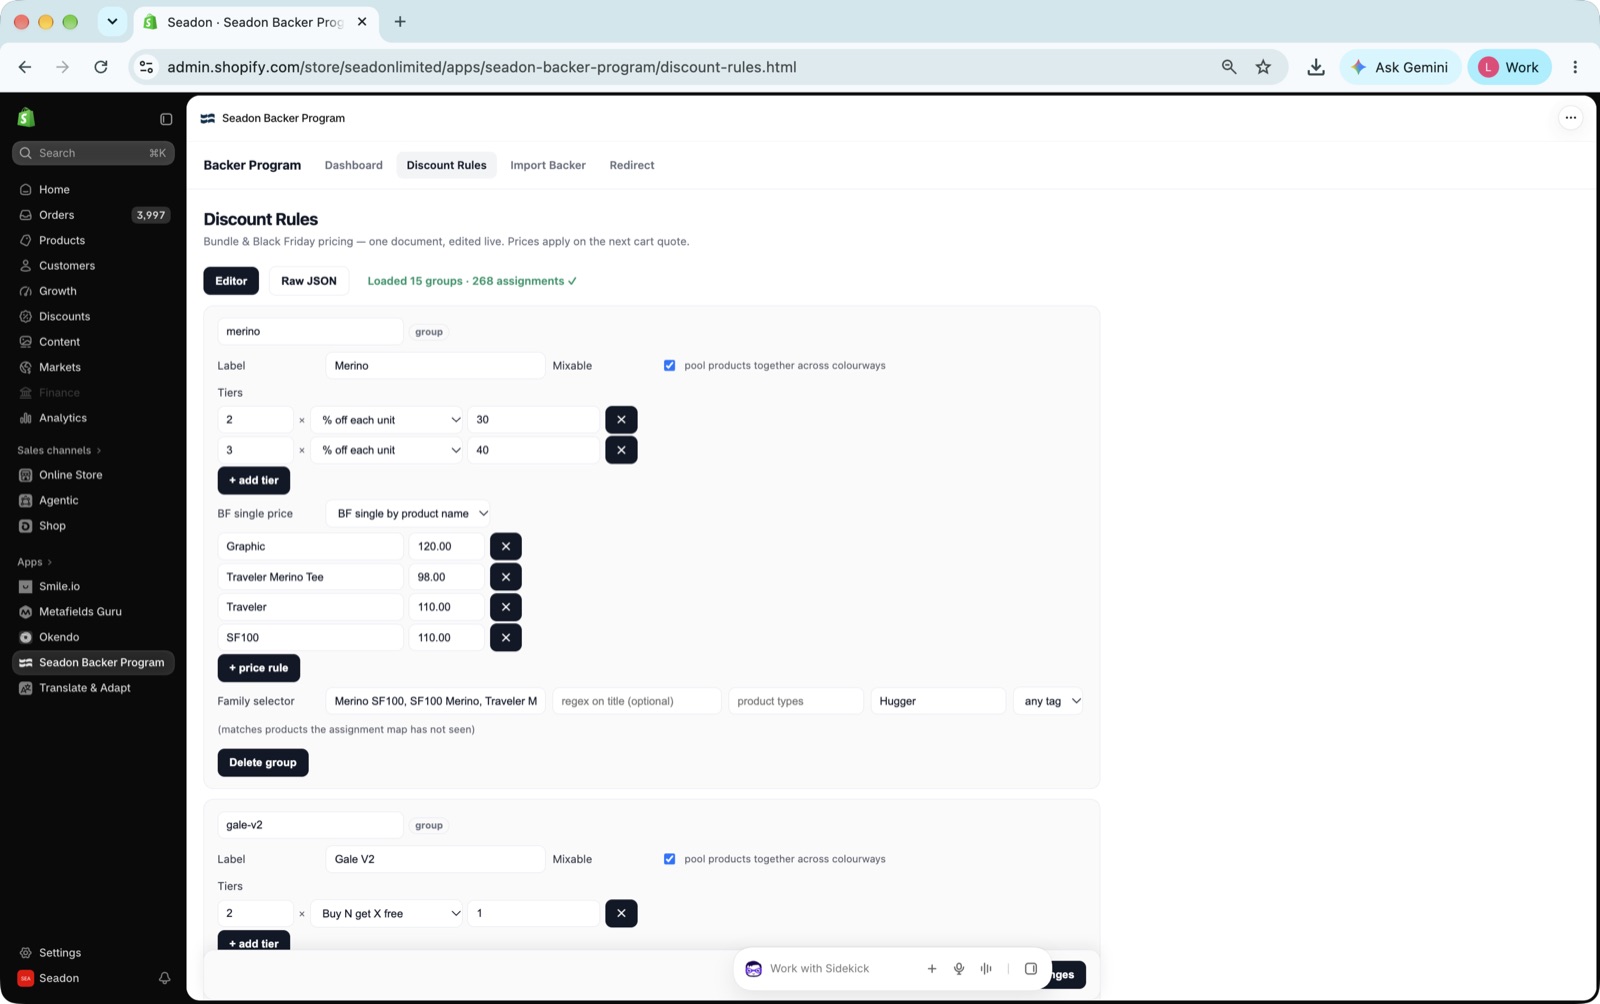 Seadon · Seadon Backer Prog
admin.shopify.com/store/seadonlimited/apps/seadon-backer-program/discount-rules.html
Ask Gemini
L
Work
Search
⌘K
Home
Orders
3,997
Products
Customers
Growth
Discounts
Content
Markets
Finance
Analytics
Sales channels
Online Store
Agentic
Shop
Apps
Smile.io
Metafields Guru
Okendo
Seadon Backer Program
Translate & Adapt
Settings
SEA
Seadon
Seadon Backer Program
Backer Program
Dashboard
Discount Rules
Import Backer
Redirect
Discount Rules
Bundle & Black Friday pricing — one document, edited live. Prices apply on the next cart quote.
Editor
Raw JSON
Loaded 15 groups · 268 assignments ✓
merino
group
Label
Merino
Mixable
pool products together across colourways
Tiers
2 × % off each unit 30 ✕
3 × % off each unit 40 ✕
+ add tier
BF single price
BF single by product name
Graphic 120.00 ✕
Traveler Merino Tee 98.00 ✕
Traveler 110.00 ✕
SF100 110.00 ✕
+ price rule
Family selector
Merino SF100, SF100 Merino, Traveler M
regex on title (optional)
product types
Hugger
any tag
(matches products the assignment map has not seen)
Delete group
gale-v2
group
Label
Gale V2
Mixable
pool products together across colourways
Tiers
2 × Buy N get X free 1 ✕
+ add tier
Work with Sidekick
nges